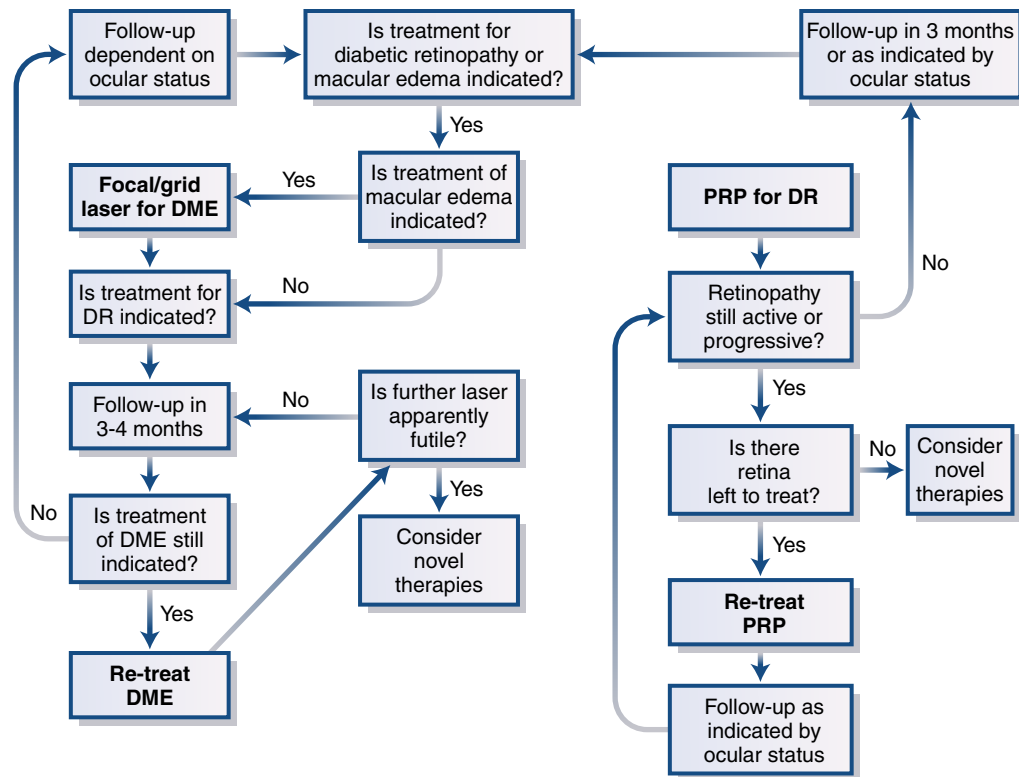 Follow-up
dependent on
ocular status
Is treatment for
diabetic retinopathy or
macular edema indicated?
Follow-up in 3 months
or as indicated by
ocular status
Yes
Focal/grid
laser for DME
Yes
Is treatment of
macular edema
indicated?
PRP for DR
No
Is treatment for
DR indicated?
No
Retinopathy
still active or
progressive?
Yes
Follow-up in
3-4 months
No
Is further laser
apparently
futile?
Yes
Is there
retina
left to treat?
No
Consider
novel
therapies
No
Is treatment
of DME still
indicated?
Consider
novel
therapies
Yes
Yes
Re-treat
DME
Re-treat
PRP
Follow-up as
indicated by
ocular status